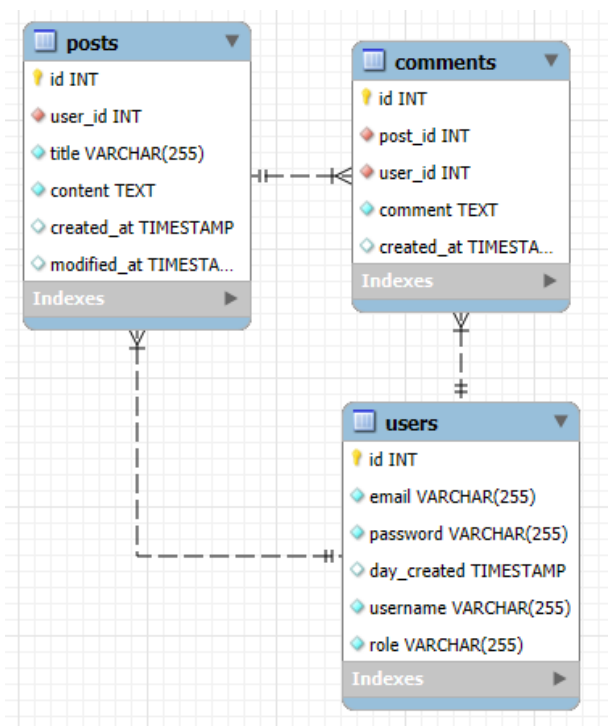 posts
id INT
user_id INT
title VARCHAR(255)
content TEXT
created_at TIMESTAMP
modified_at TIMESTA...
Indexes
comments
id INT
post_id INT
user_id INT
comment TEXT
created_at TIMESTA...
Indexes
users
id INT
email VARCHAR(255)
password VARCHAR(255)
day_created TIMESTAMP
username VARCHAR(255)
role VARCHAR(255)
Indexes